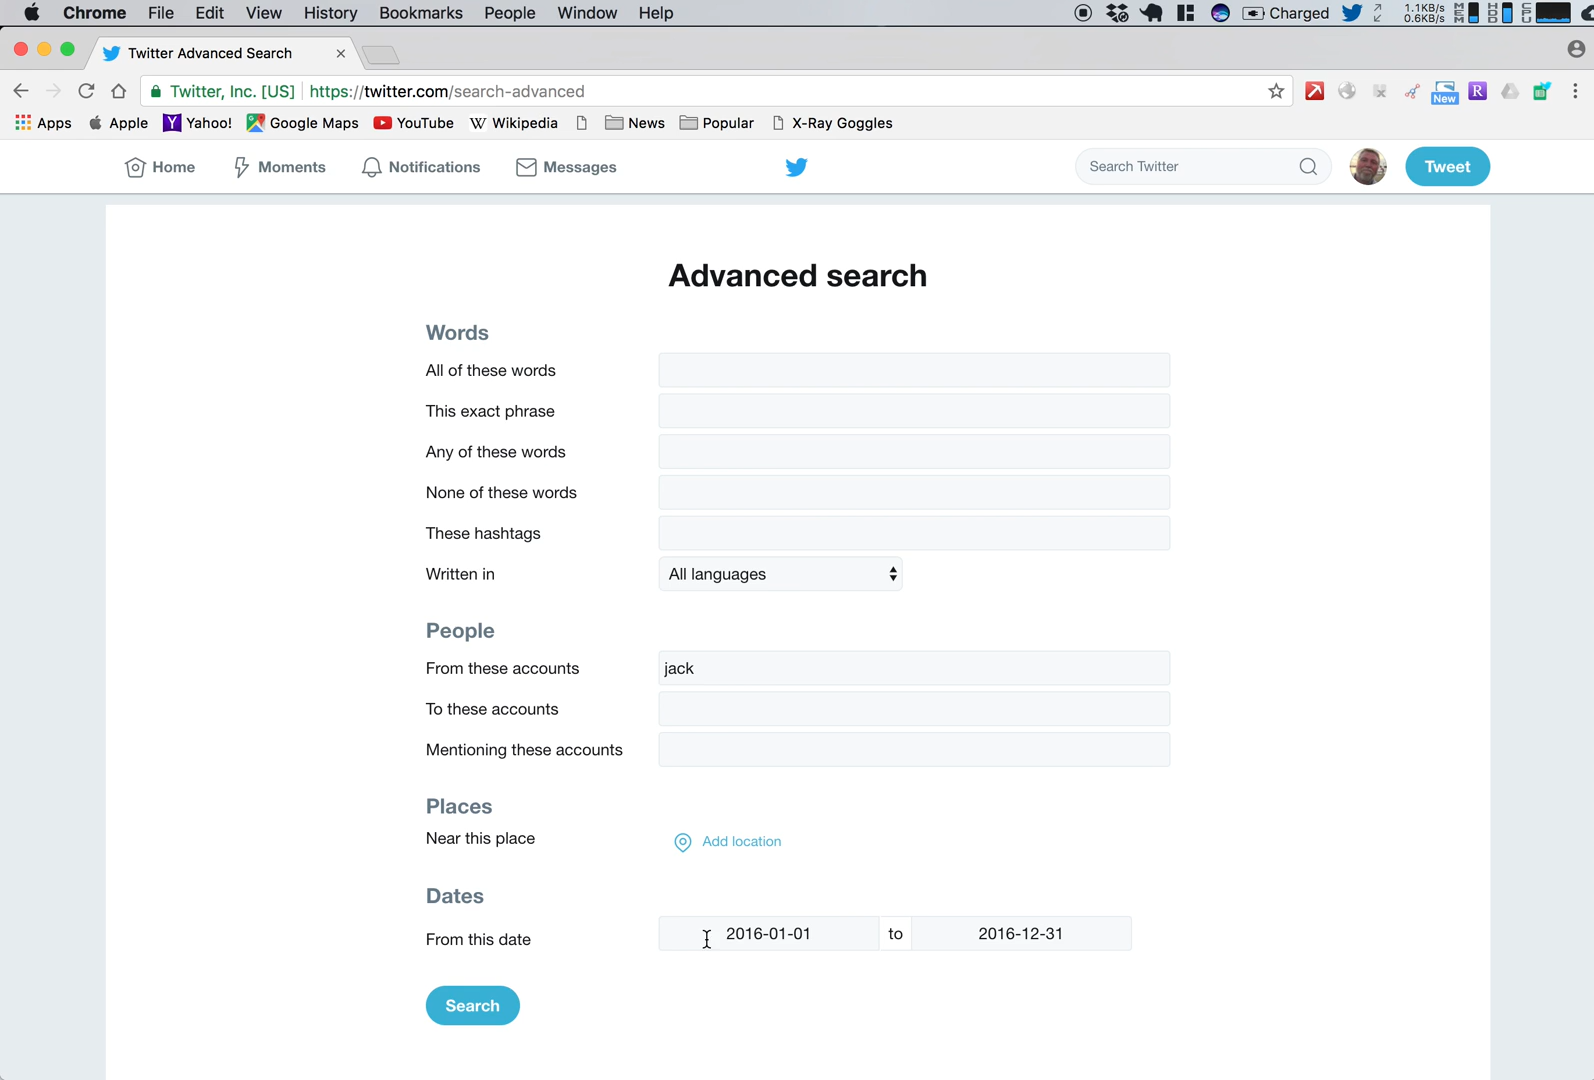 Chrome File Edit View History Bookmarks People Window Help Charged 1.1KB/s 0.6KB/s MEM HDD CPU
Twitter Advanced Search
Twitter, Inc. [US] https://twitter.com/search-advanced New R
Apps Apple Yahoo! Google Maps YouTube W Wikipedia News Popular X-Ray Goggles
Home Moments Notifications Messages Search Twitter Tweet
Advanced search
Words
All of these words
This exact phrase
Any of these words
None of these words
These hashtags
Written in All languages
People
From these accounts jack
To these accounts
Mentioning these accounts
Places
Near this place Add location
Dates
From this date 2016-01-01 to 2016-12-31
Search